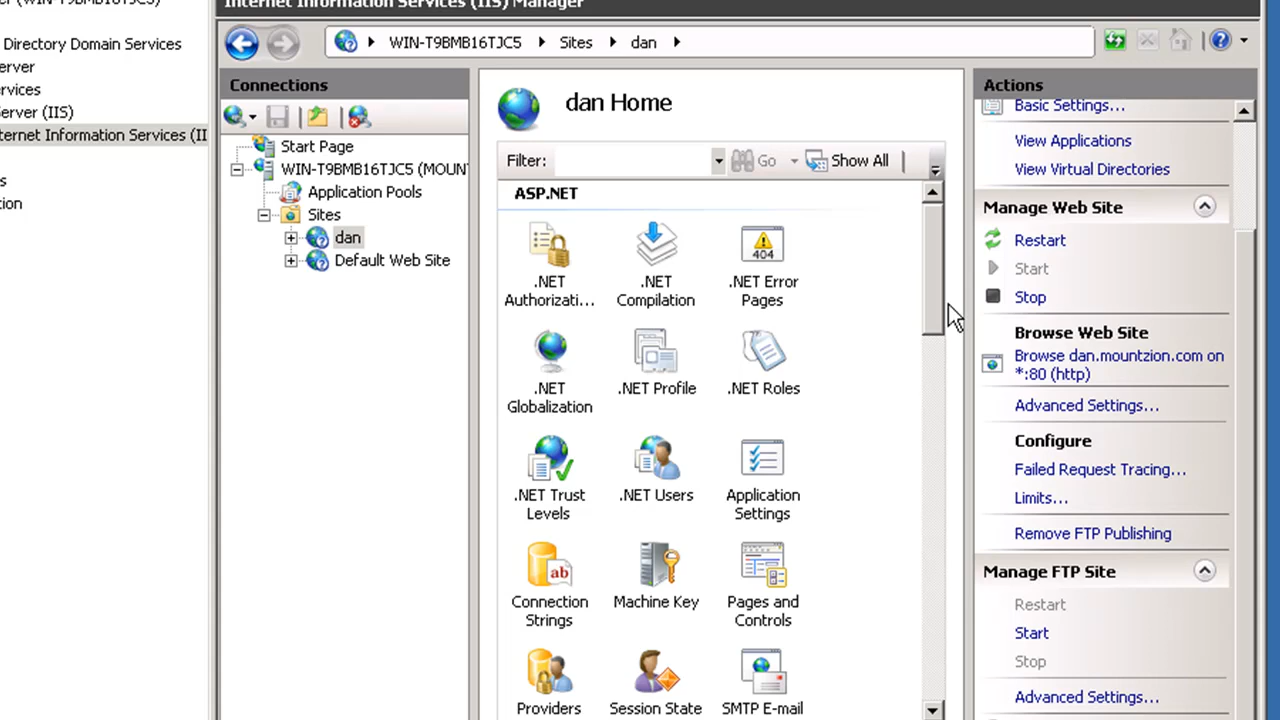 Internet Information Services (IIS) Manager
Directory Domain Services
erver
ervices
Server (IIS)
nternet Information Services (II
s
tion
WIN-T9BMB16TJC5
Sites
dan
Connections
Start Page
WIN-T9BMB16TJC5 (MOUN
Application Pools
Sites
dan
Default Web Site
dan Home
Filter:
Go
Show All
ASP.NET
.NET Authorizati...
.NET Compilation
.NET Error Pages
404
.NET Globalization
.NET Profile
.NET Roles
.NET Trust Levels
.NET Users
Application Settings
ab
Connection Strings
Machine Key
Pages and Controls
Providers
Session State
SMTP E-mail
Actions
Basic Settings...
View Applications
View Virtual Directories
Manage Web Site
Restart
Start
Stop
Browse Web Site
Browse dan.mountzion.com on
*:80 (http)
Advanced Settings...
Configure
Failed Request Tracing...
Limits...
Remove FTP Publishing
Manage FTP Site
Restart
Start
Stop
Advanced Settings...